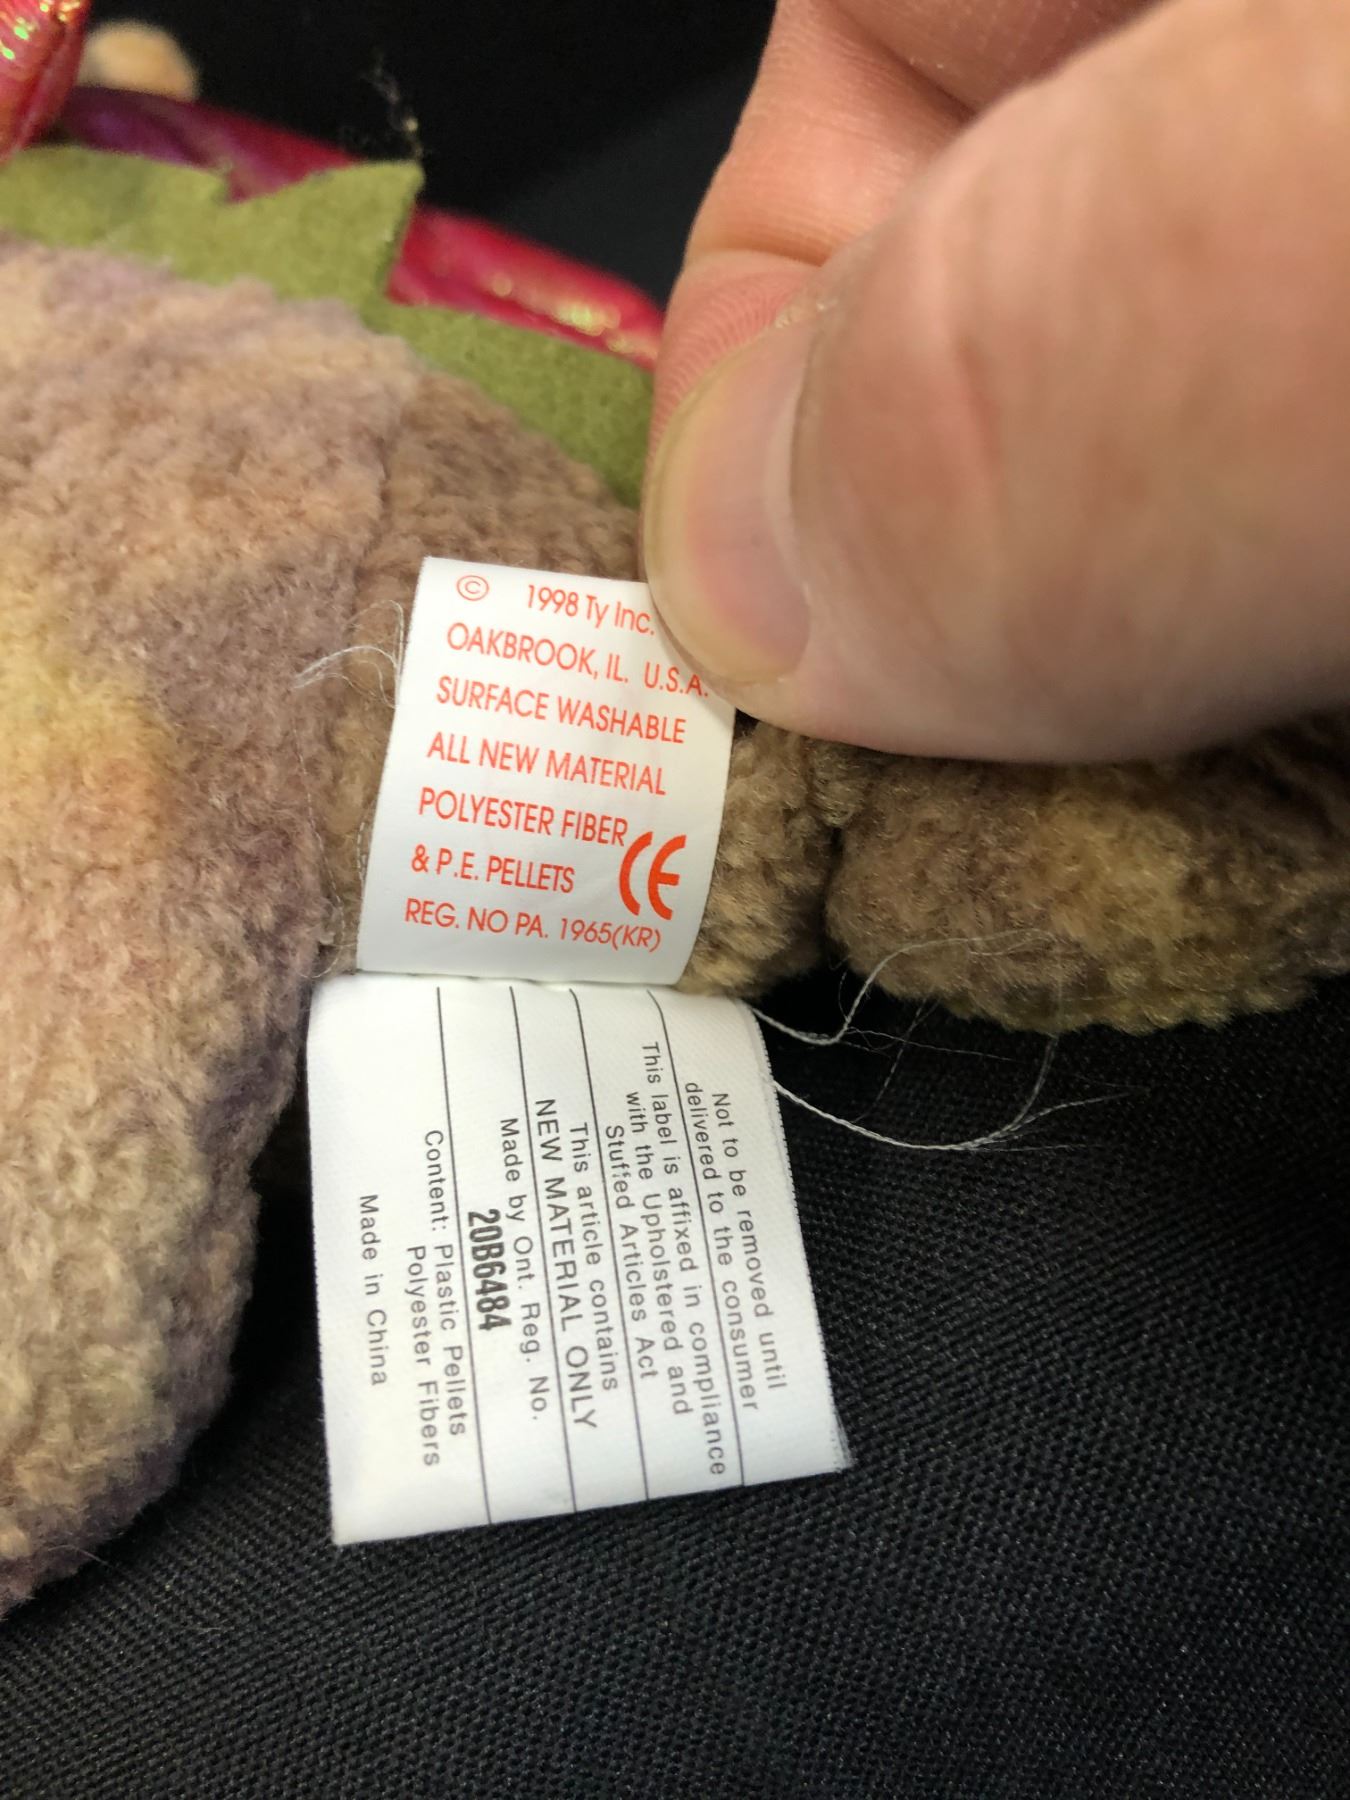 © 1998 Ty Inc.
OAKBROOK, IL. U.S.A.
SURFACE WASHABLE
ALL NEW MATERIAL
POLYESTER FIBER
& P.E. PELLETS CE
REG. NO PA. 1965(KR)
Not to be removed until
delivered to the consumer
This label is affixed in compliance
with the Upholstered and
Stuffed Articles Act
This article contains
NEW MATERIAL ONLY
Made by Ont. Reg. No.
20B6484
Content: Plastic Pellets
Polyester Fibers
Made in China